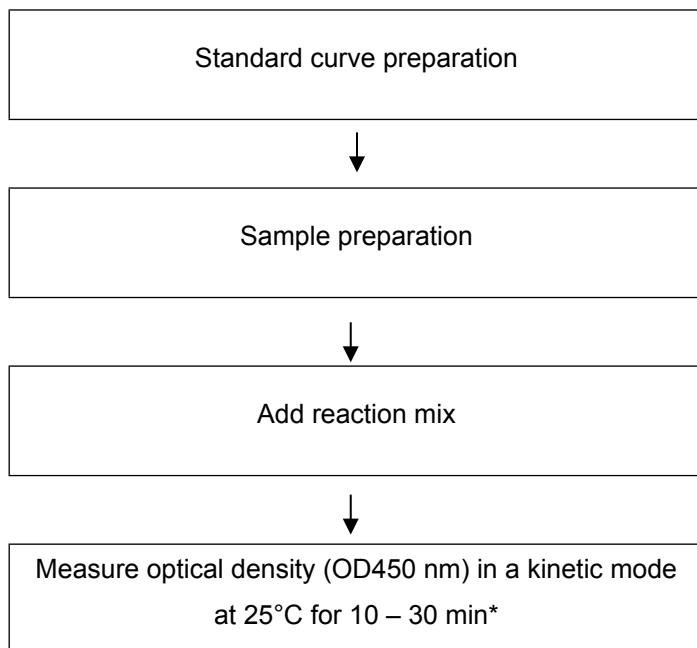 Standard curve preparation
Sample preparation
Add reaction mix
Measure optical density (OD450 nm) in a kinetic mode
at 25°C for 10 – 30 min*